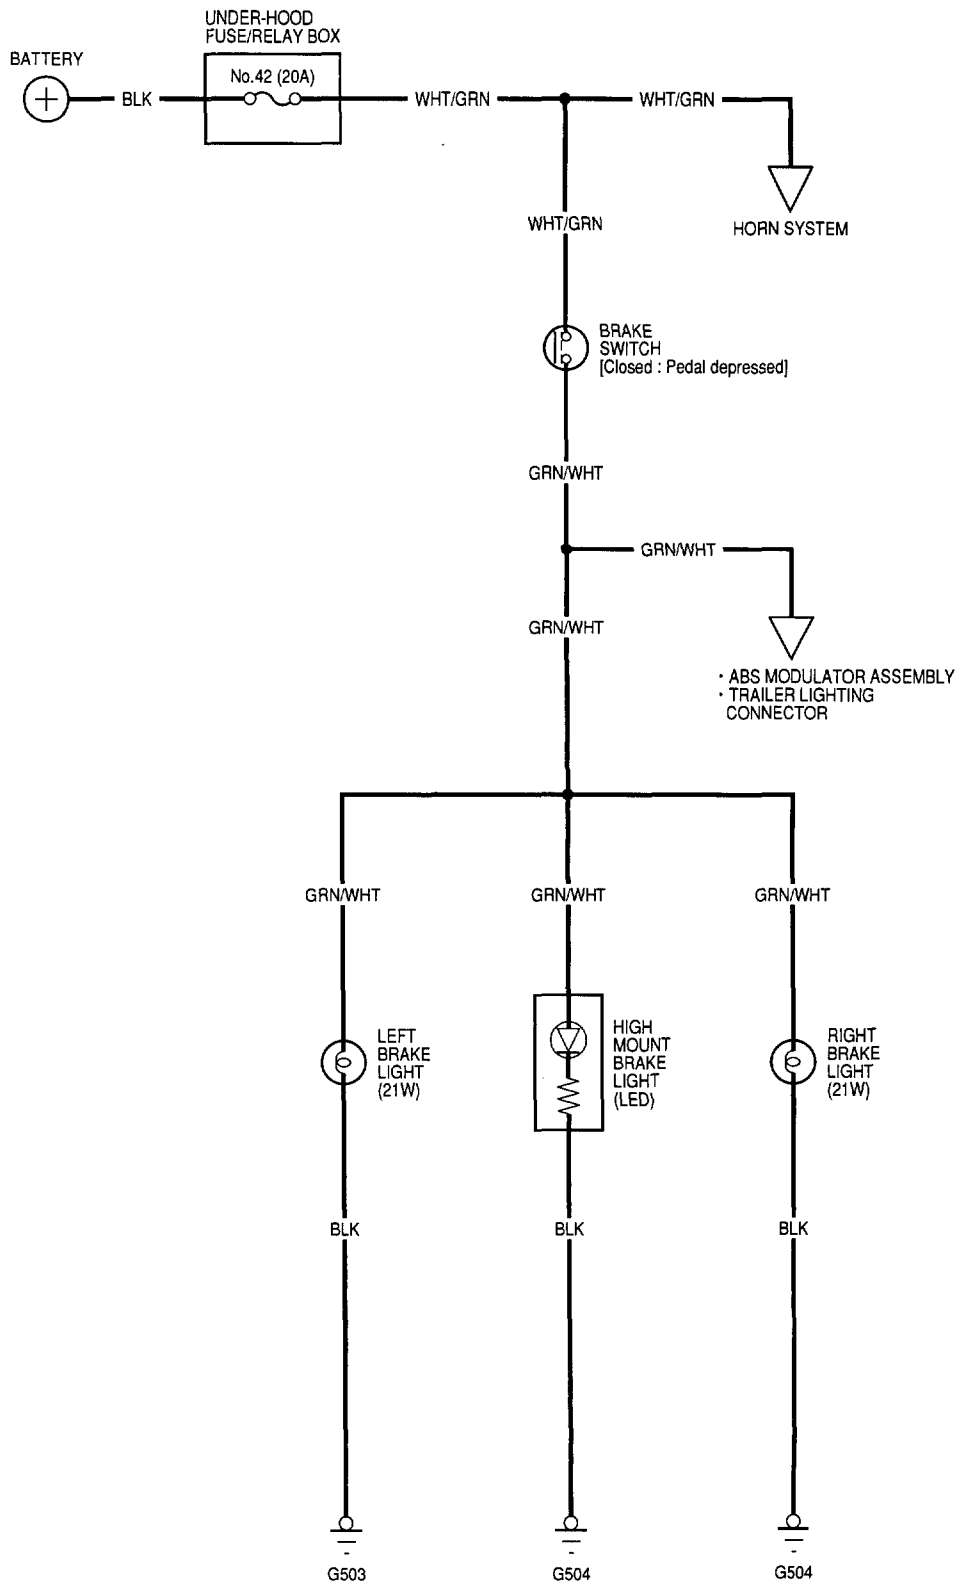 UNDER-HOOD
FUSE/RELAY BOX
BATTERY
No.42 (20A)
+
BLK
WHT/GRN
WHT/GRN
WHT/GRN
HORN SYSTEM
BRAKE
SWITCH
[Closed : Pedal depressed]
GRN/WHT
GRN/WHT
GRN/WHT
· ABS MODULATOR ASSEMBLY
· TRAILER LIGHTING
CONNECTOR
GRN/WHT
GRN/WHT
GRN/WHT
LEFT
BRAKE
LIGHT
(21W)
HIGH
MOUNT
BRAKE
LIGHT
(LED)
RIGHT
BRAKE
LIGHT
(21W)
BLK
BLK
BLK
G503
G504
G504